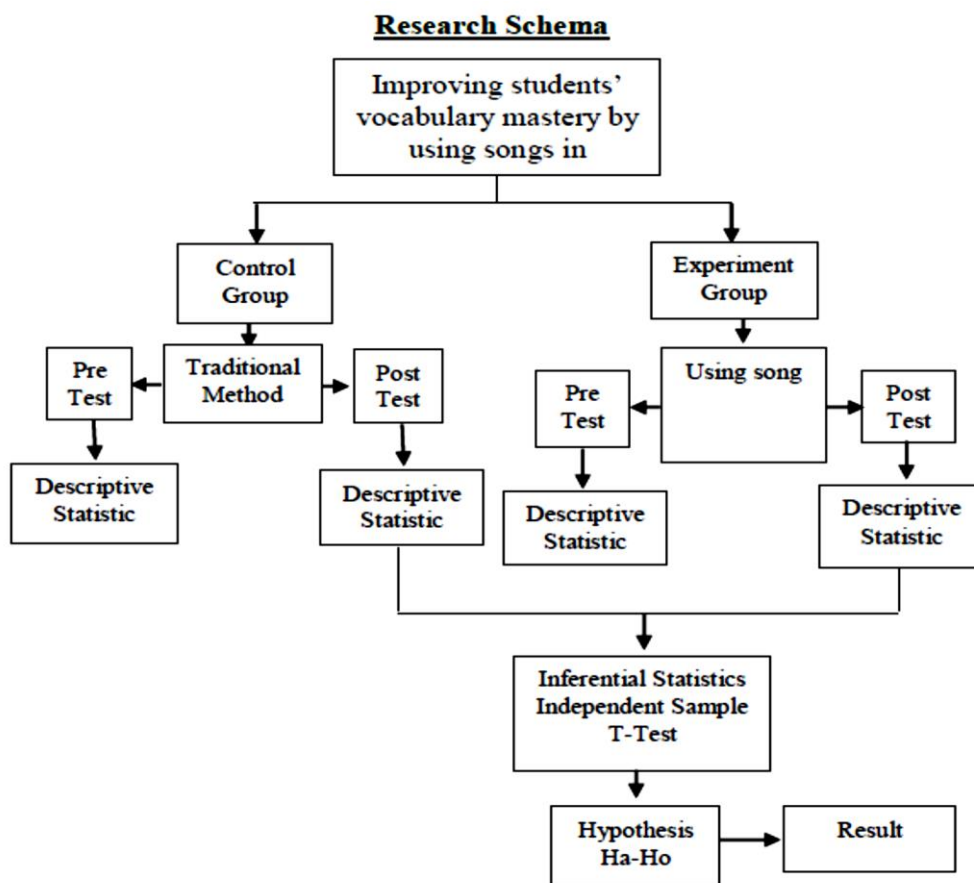 Research Schema
Improving students’
vocabulary mastery by
using songs in
Control
Group
Experiment
Group
Pre
Test
Traditional
Method
Post
Test
Pre
Test
Using song
Post
Test
Descriptive
Statistic
Descriptive
Statistic
Descriptive
Statistic
Descriptive
Statistic
Inferential Statistics
Independent Sample
T-Test
Hypothesis
Ha-Ho
Result